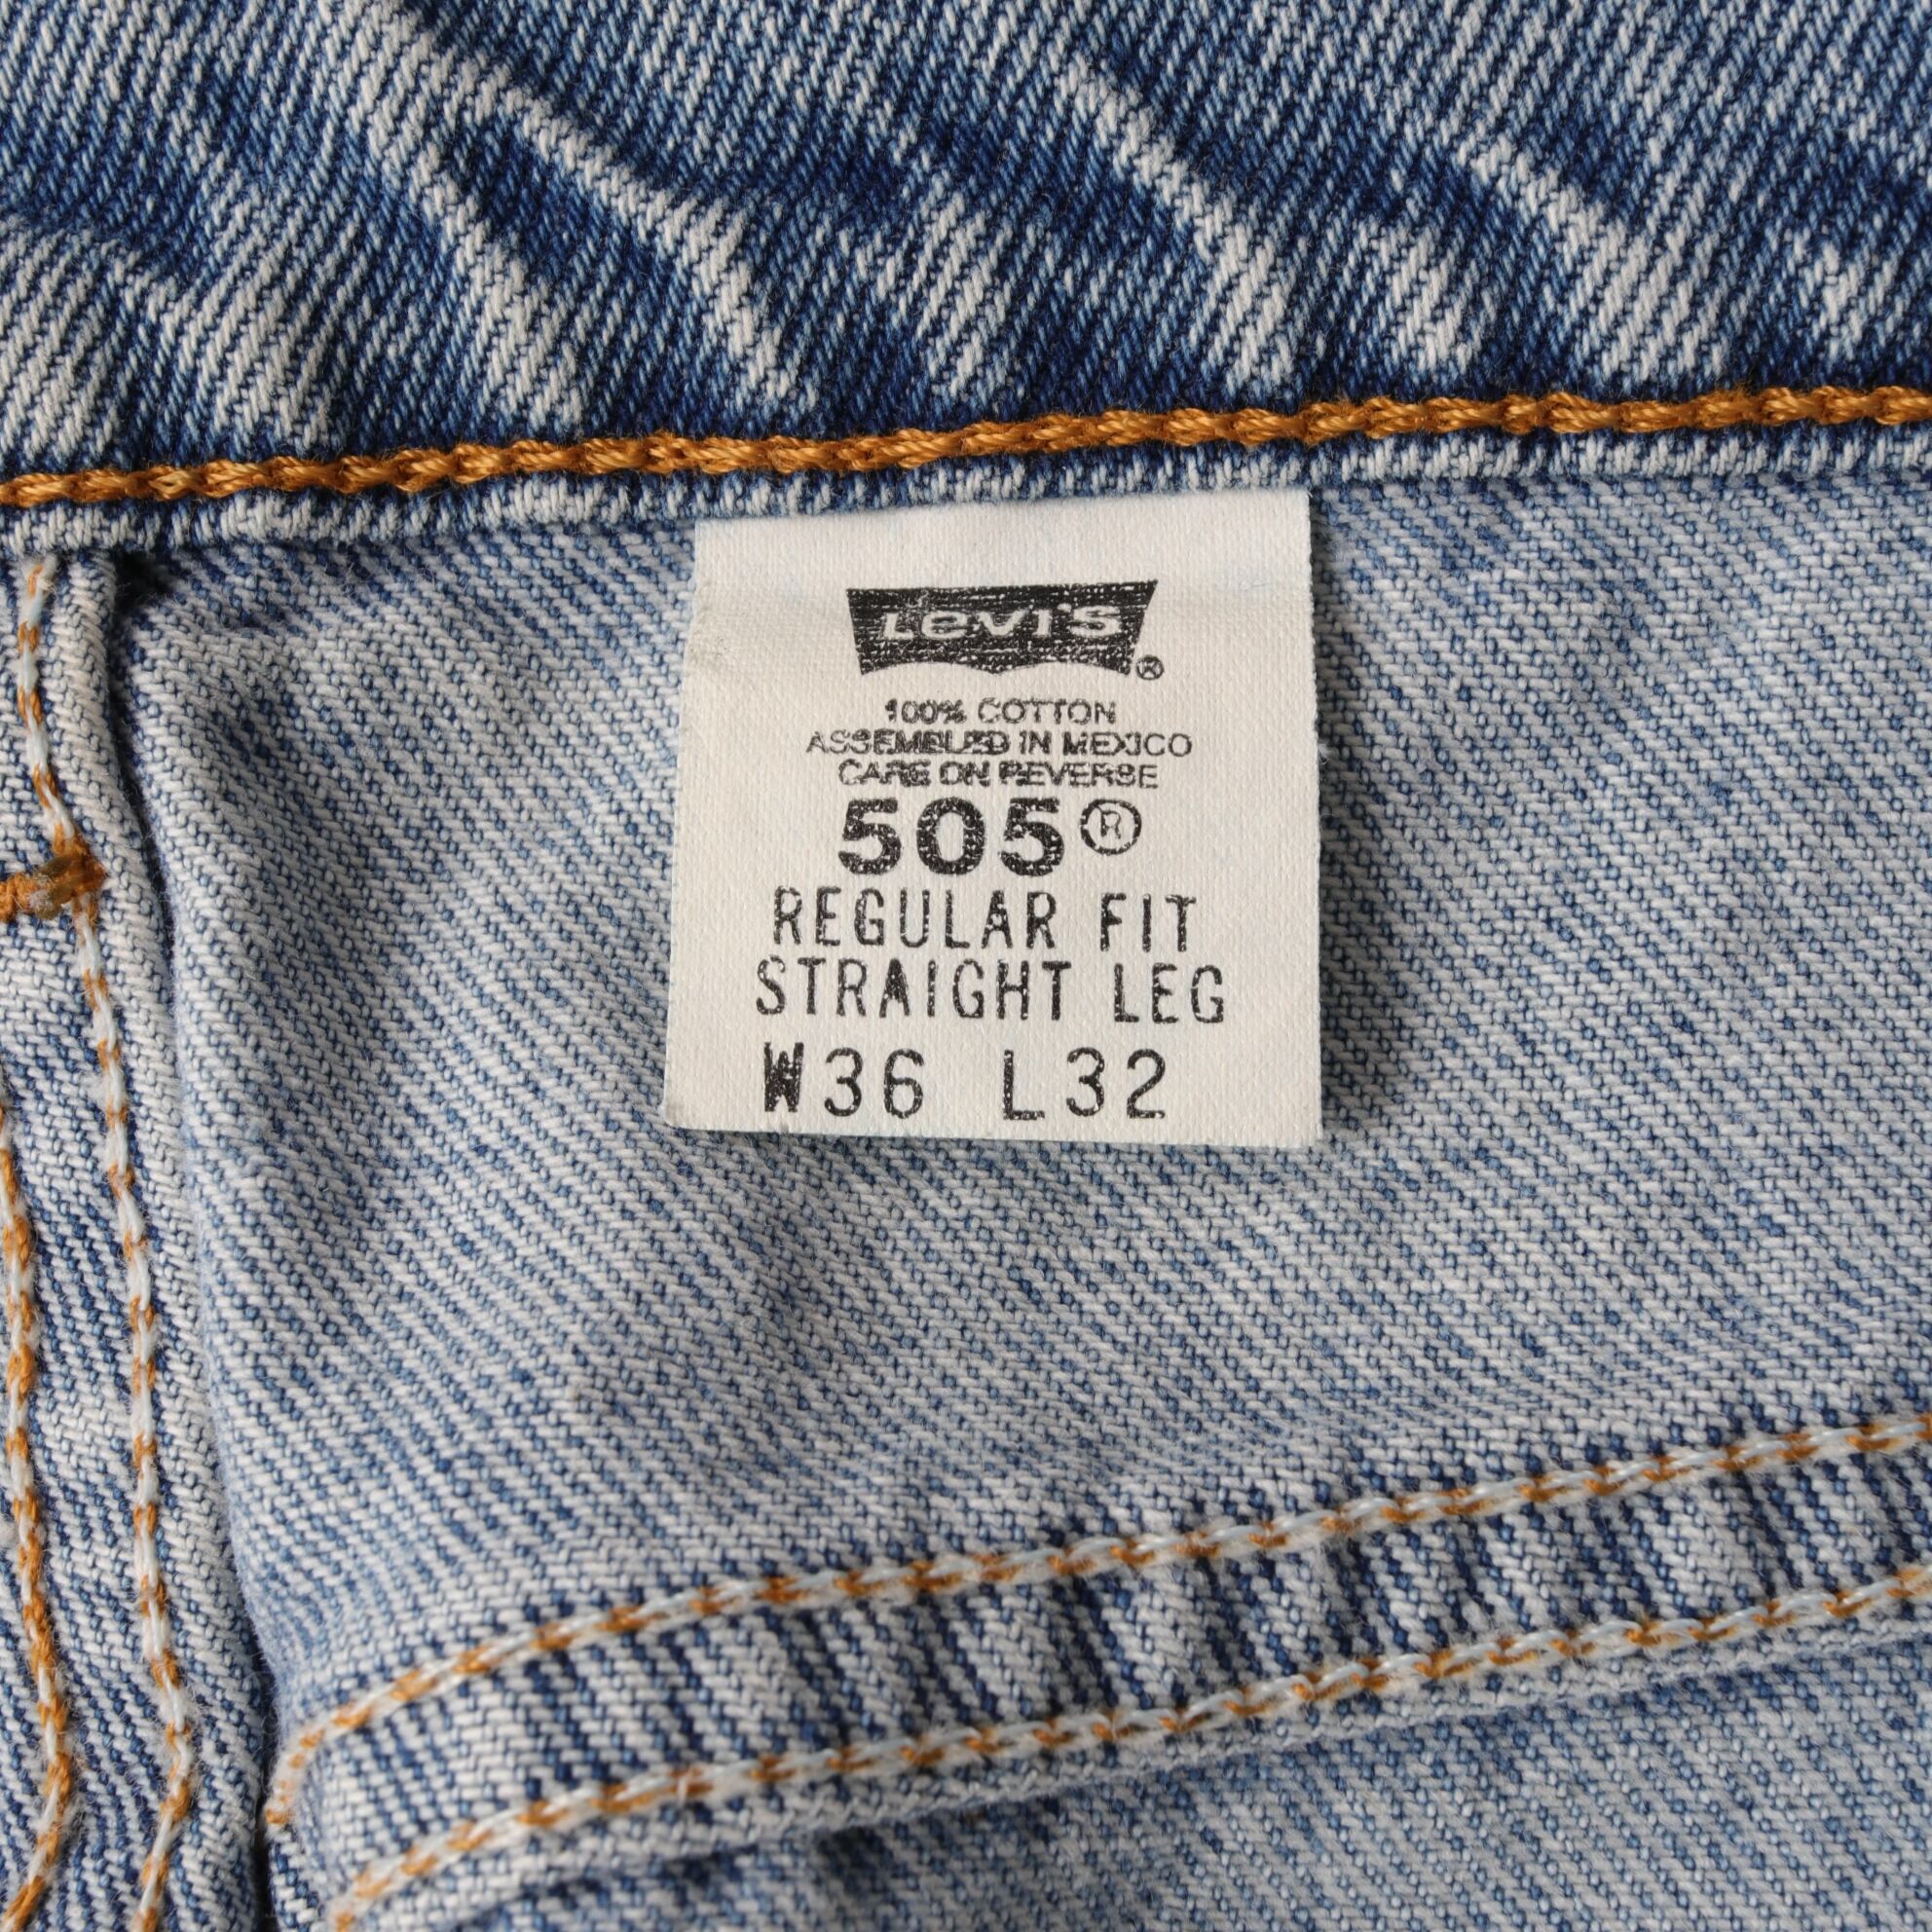 Levi's®
100% COTTON
ASSEMBLED IN MEXICO
CARE ON REVERSE
505®
REGULAR FIT
STRAIGHT LEG
W36 L32